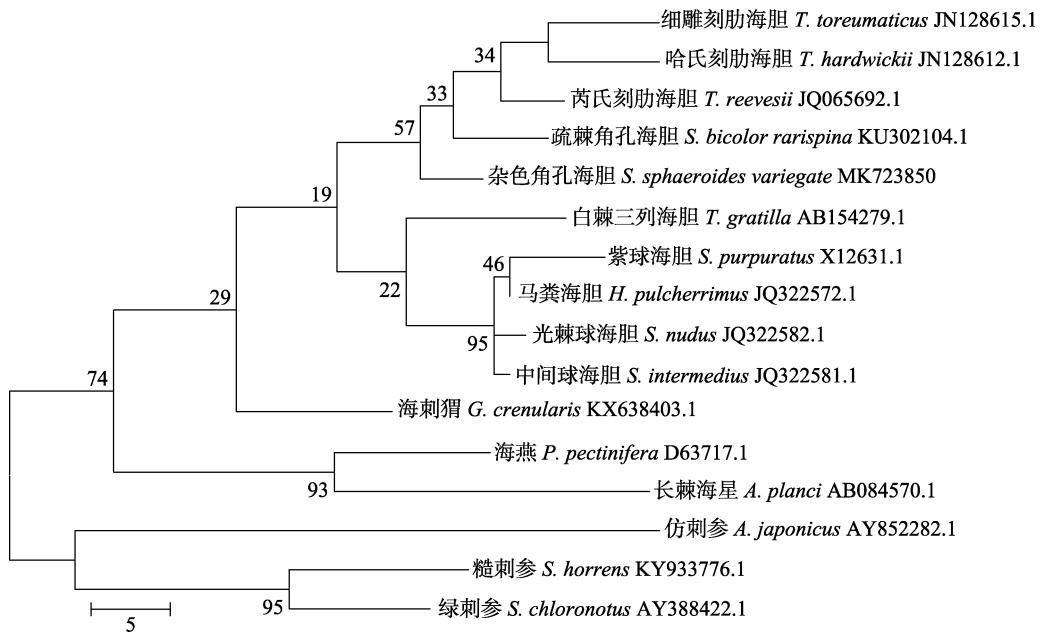 细雕刻肋海胆 T. toreumaticus JN128615.1
34
哈氏刻肋海胆 T. hardwickii JN128612.1
33
芮氏刻肋海胆 T. reevesii JQ065692.1
57
疏棘角孔海胆 S. bicolor rarispina KU302104.1
杂色角孔海胆 S. sphaeroides variegate MK723850
19
白棘三列海胆 T. gratilla AB154279.1
紫球海胆 S. purpuratus X12631.1
46
22
马粪海胆 H. pulcherrimus JQ322572.1
29
光棘球海胆 S. nudus JQ322582.1
95
中间球海胆 S. intermedius JQ322581.1
74
海刺猬 G. crenularis KX638403.1
海燕 P. pectinifera D63717.1
93
长棘海星 A. planci AB084570.1
仿刺参 A. japonicus AY852282.1
糙刺参 S. horrens KY933776.1
95
绿刺参 S. chloronotus AY388422.1
5